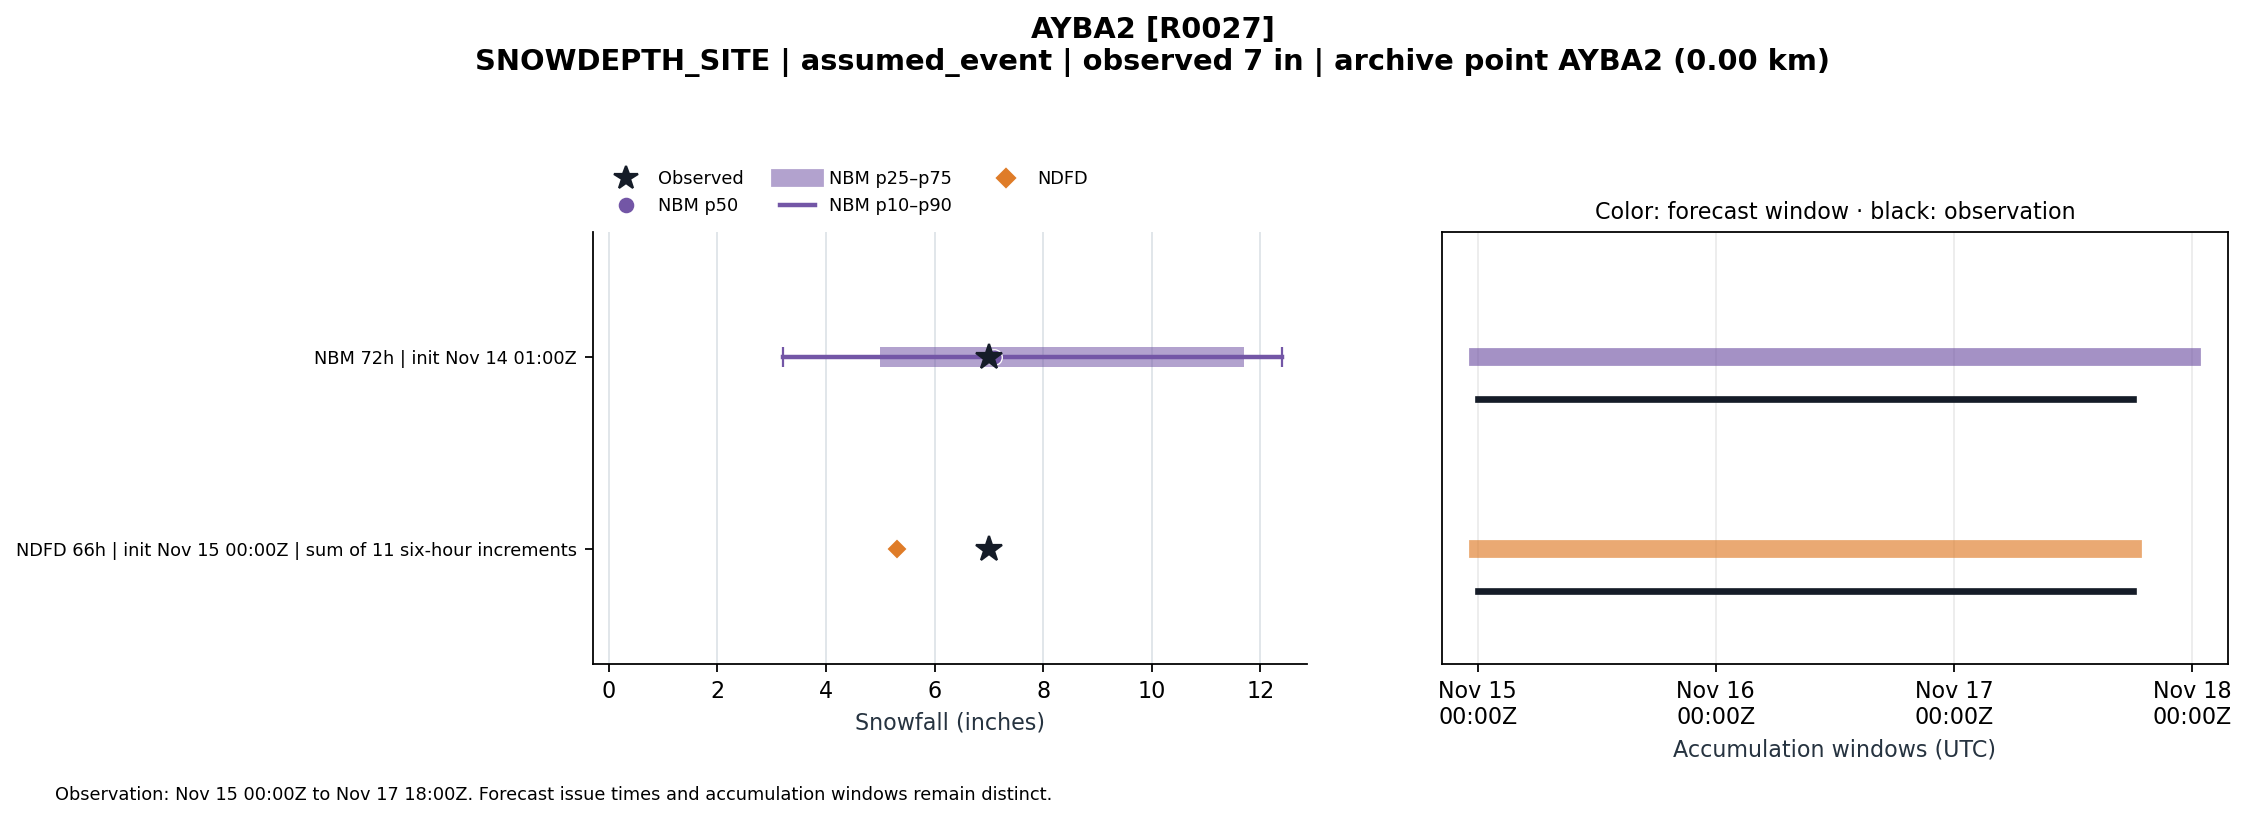 AYBA2 [R0027]
SNOWDEPTH_SITE | assumed_event | observed 7 in | archive point AYBA2 (0.00 km)
Observed
NBM p50
NBM p25–p75
NBM p10–p90
NDFD
Color: forecast window · black: observation
NBM 72h | init Nov 14 01:00Z
NDFD 66h | init Nov 15 00:00Z | sum of 11 six-hour increments
0 2 4 6 8 10 12
Snowfall (inches)
Nov 15 Nov 16 Nov 17 Nov 18
00:00Z 00:00Z 00:00Z 00:00Z
Accumulation windows (UTC)
Observation: Nov 15 00:00Z to Nov 17 18:00Z. Forecast issue times and accumulation windows remain distinct.